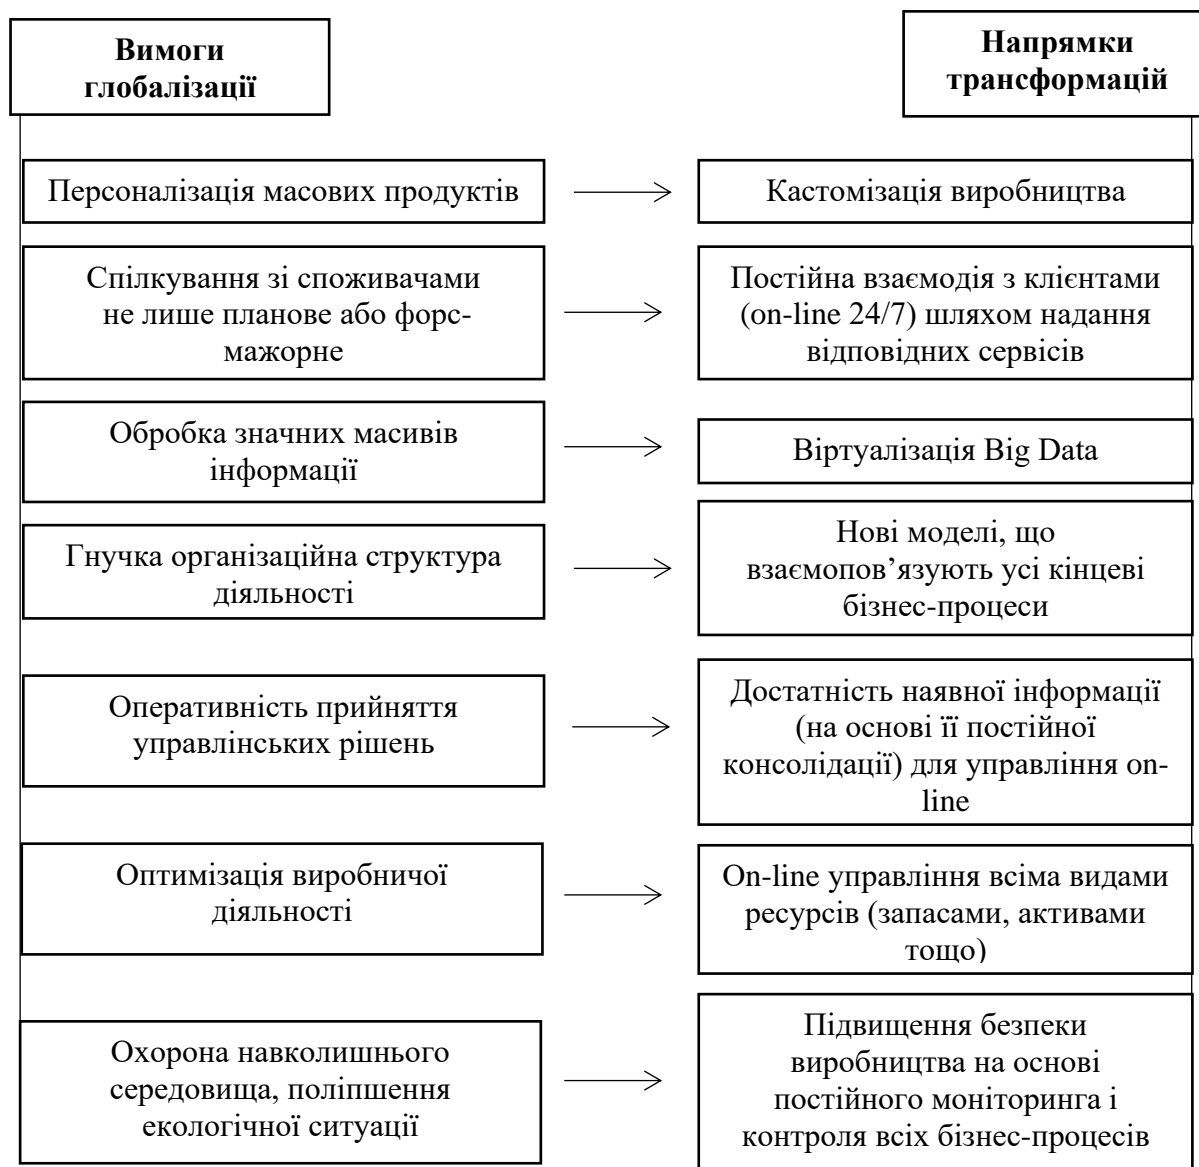 Вимоги
глобалізації
Напрямки
трансформацій
Персоналізація масових продуктів
Кастомізація виробництва
Спілкування зі споживачами
не лише планове або форс-
мажорне
Постійна взаємодія з клієнтами
(on-line 24/7) шляхом надання
відповідних сервісів
Обробка значних масивів
інформації
Віртуалізація Big Data
Гнучка організаційна структура
діяльності
Нові моделі, що
взаємопов’язують усі кінцеві
бізнес-процеси
Оперативність прийняття
управлінських рішень
Достатність наявної інформації
(на основі її постійної
консолідації) для управління on-
line
Оптимізація виробничої
діяльності
On-line управління всіма видами
ресурсів (запасами, активами
тощо)
Охорона навколишнього
середовища, поліпшення
екологічної ситуації
Підвищення безпеки
виробництва на основі
постійного моніторинга і
контроля всіх бізнес-процесів